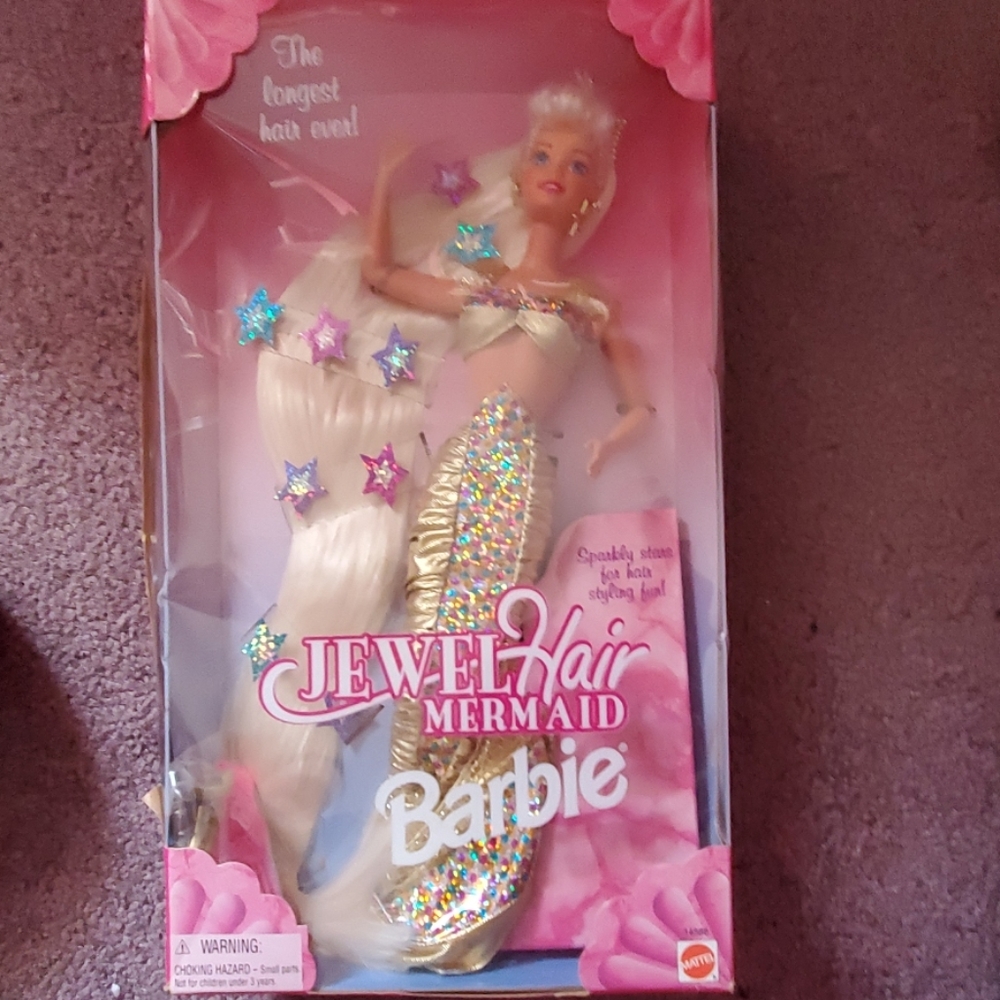 The
longest
hair ever!
Sparkly stars
for hair
styling fun!
JEWEL Hair
MERMAID
Barbie
14586
MATTEL
⚠ WARNING:
CHOKING HAZARD – Small parts
Not for children under 3 years